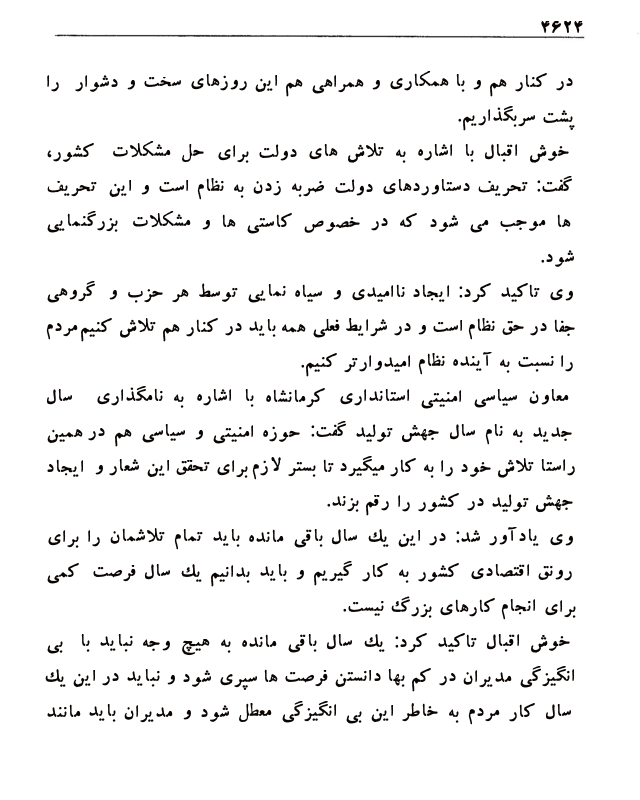 ۴۶۲۴
در کنار هم و با همکاری و همراهی هم این روزهای سخت و دشوار را
پشت سربگذاریم.
خوش اقبال با اشاره به تلاش های دولت برای حل مشکلات کشور،
گفت: تحریف دستاوردهای دولت ضربه زدن به نظام است و این تحریف
ها موجب می شود که در خصوص کاستی ها و مشکلات بزرگنمایی
شود.
وی تاکید کرد: ایجاد ناامیدی و سیاه نمایی توسط هر حزب و گروهی
جفا در حق نظام است و در شرایط فعلی همه باید در کنار هم تلاش کنیم مردم
را نسبت به آینده نظام امیدوارتر کنیم.
معاون سیاسی امنیتی استانداری کرمانشاه با اشاره به نامگذاری سال
جدید به نام سال جهش تولید گفت: حوزه امنیتی و سیاسی هم در همین
راستا تلاش خود را به کار میگیرد تا بستر لازم برای تحقق این شعار و ایجاد
جهش تولید در کشور را رقم بزند.
وی یادآور شد: در این یك سال باقی مانده باید تمام تلاشمان را برای
رونق اقتصادی کشور به کار گیریم و باید بدانیم یك سال فرصت کمی
برای انجام کارهای بزرگ نیست.
خوش اقبال تاکید کرد: یك سال باقی مانده به هیچ وجه نباید با بی
انگیزگی مدیران در کم بها دانستن فرصت ها سپری شود و نباید در این یك
سال کار مردم به خاطر این بی انگیزگی معطل شود و مدیران باید مانند